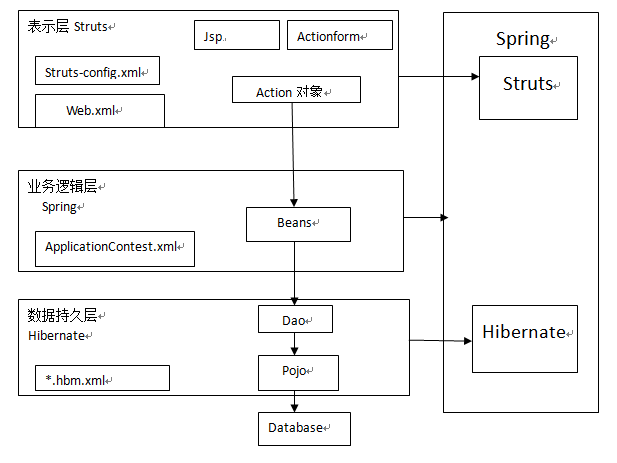 表示层 Struts
Jsp
Actionform
Struts-config.xml
Action 对象
Web.xml
业务逻辑层
Spring
Beans
ApplicationContest.xml
数据持久层
Hibernate
Dao
*.hbm.xml
Pojo
Database
Spring
Struts
Hibernate